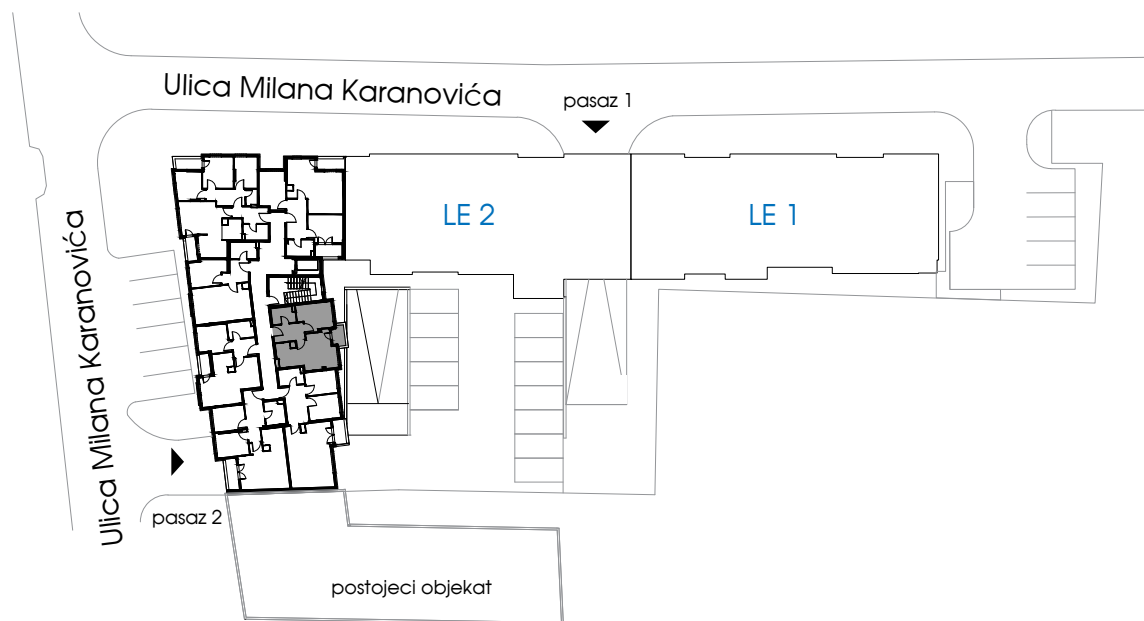 Ulica Milana Karanovića
pasaz 1
LE 2
LE 1
Ulica Milana Karanovića
pasaz 2
postojeci objekat